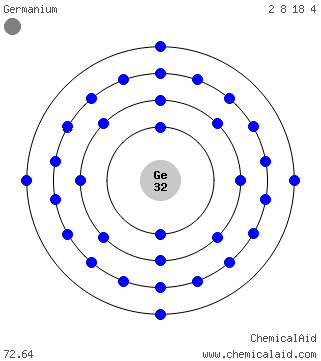 Germanium 2 8 18 4
Ge
32
ChemicalAid
72.64 www.chemicalaid.com